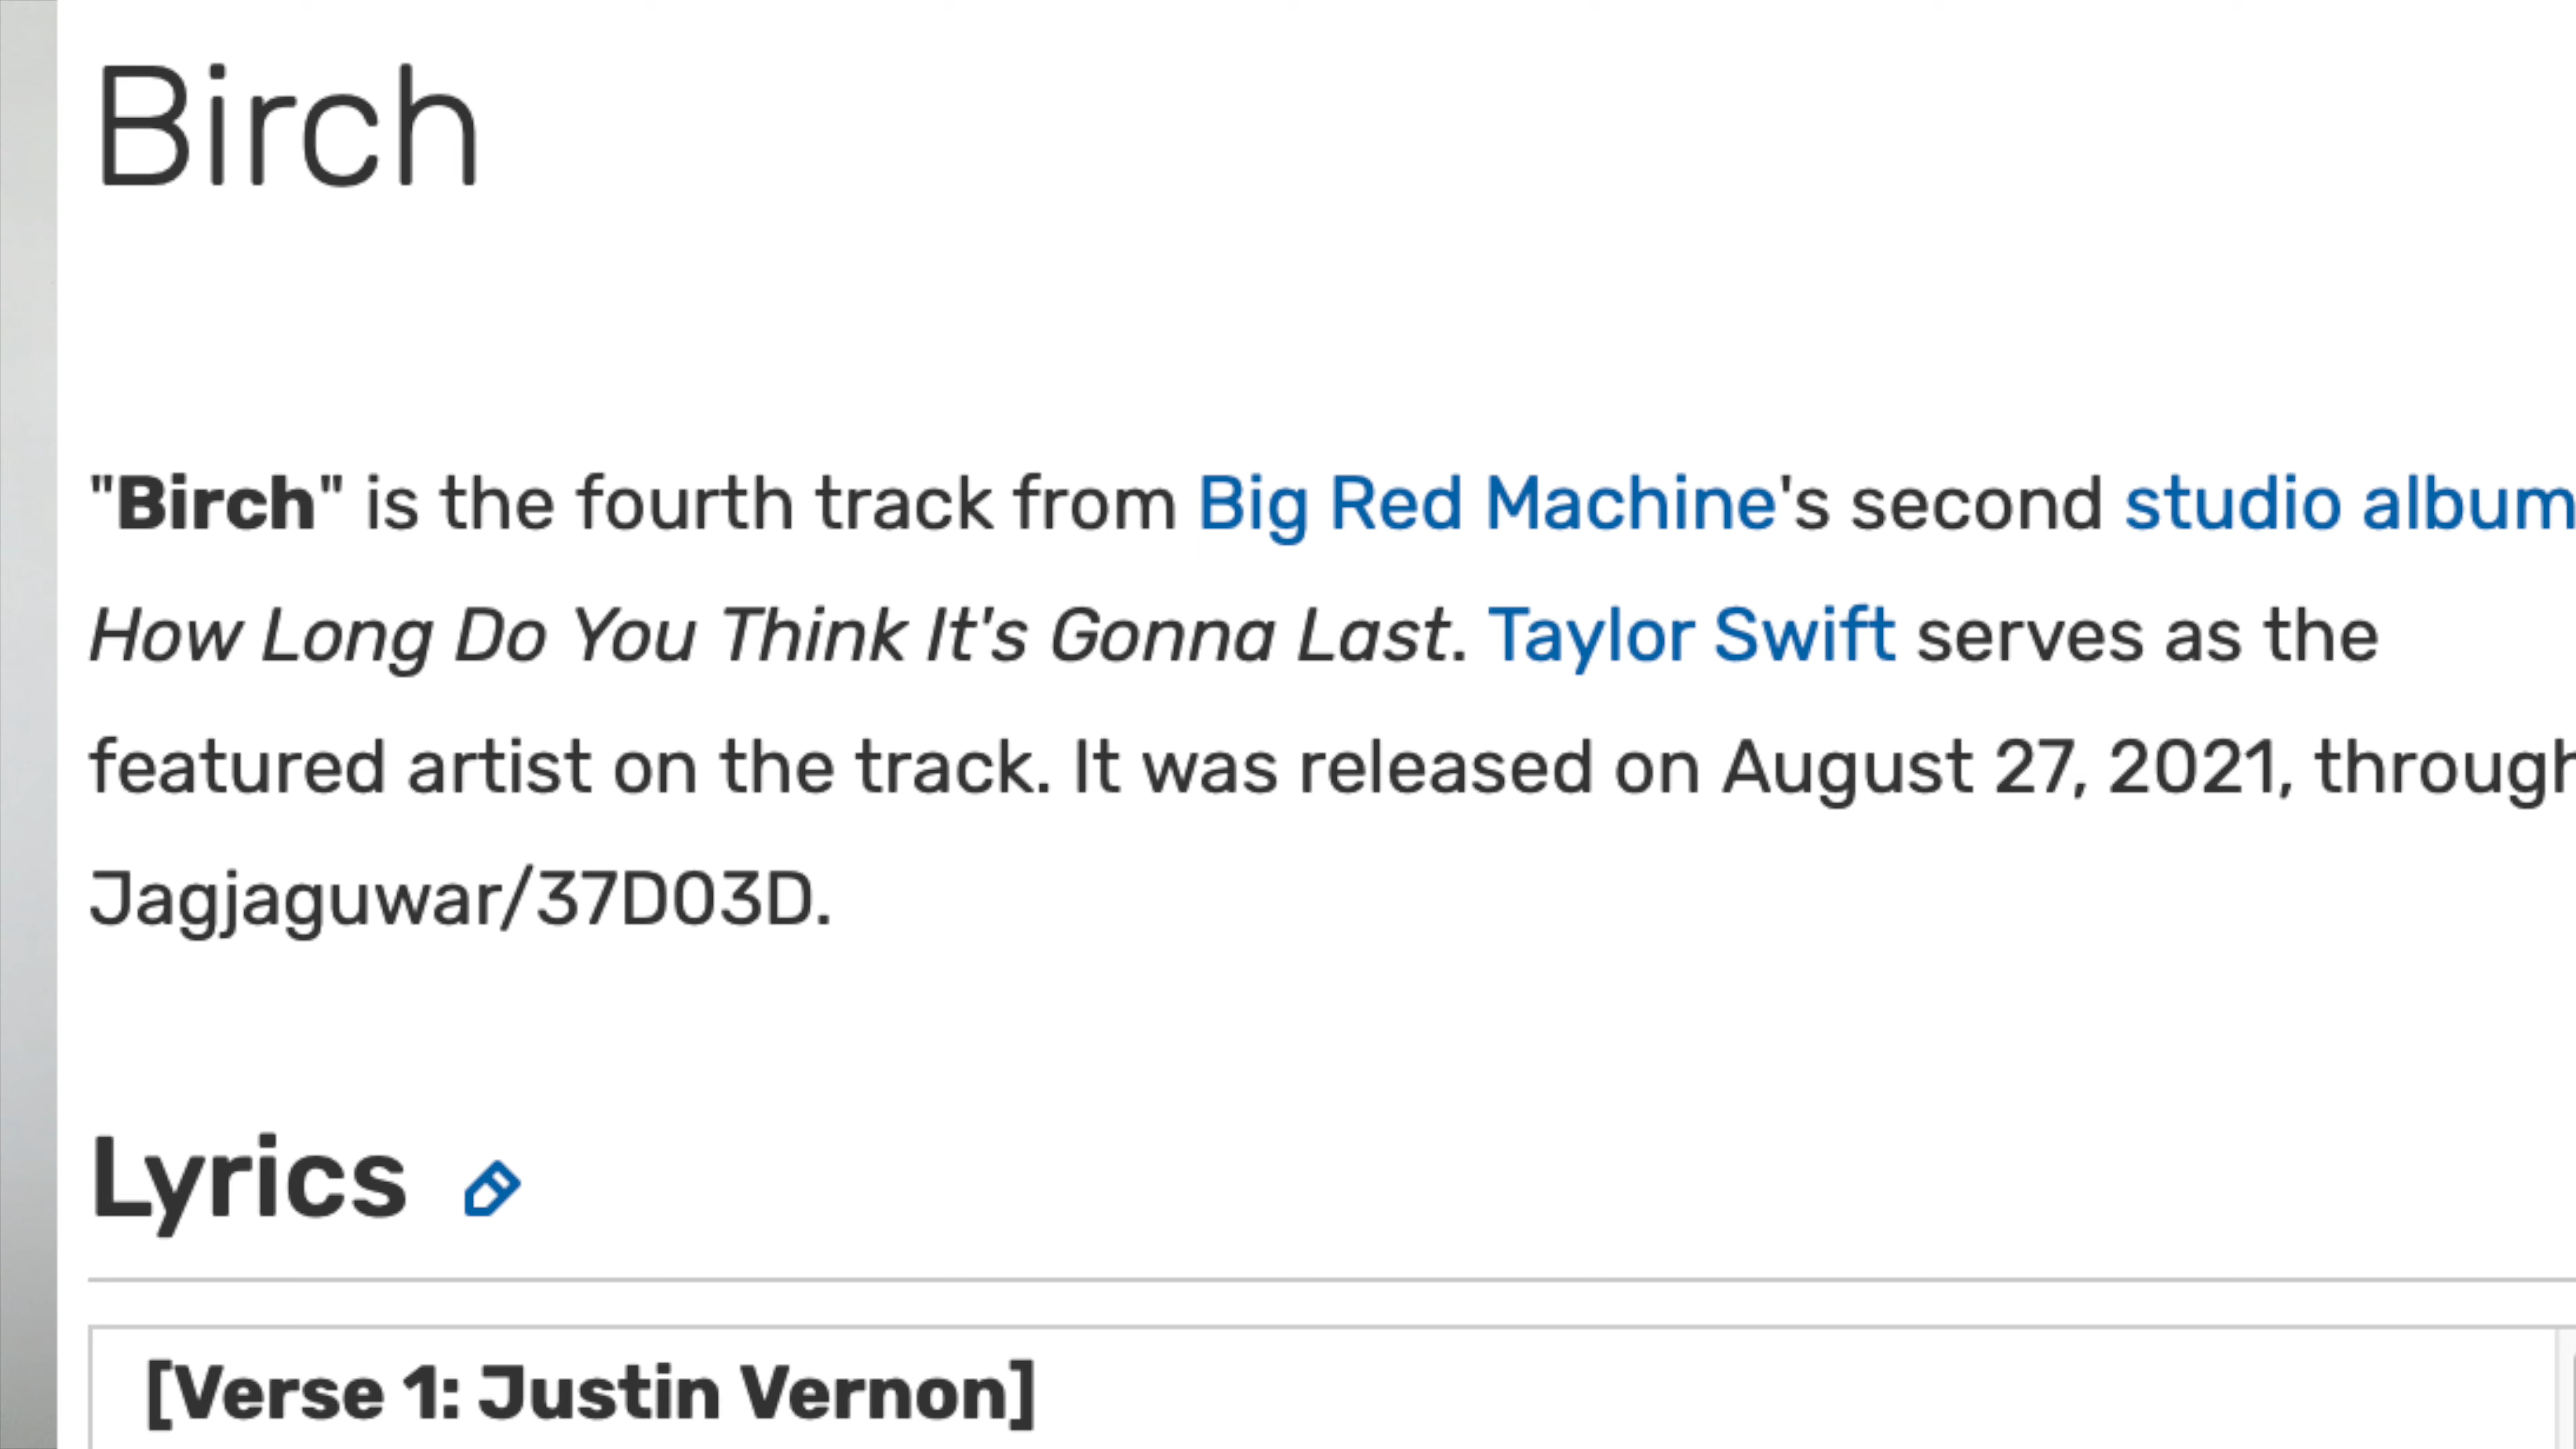 Birch
"Birch" is the fourth track from Big Red Machine's second studio album
How Long Do You Think It's Gonna Last. Taylor Swift serves as the
featured artist on the track. It was released on August 27, 2021, through
Jagjaguwar/37D03D.
Lyrics
[Verse 1: Justin Vernon]